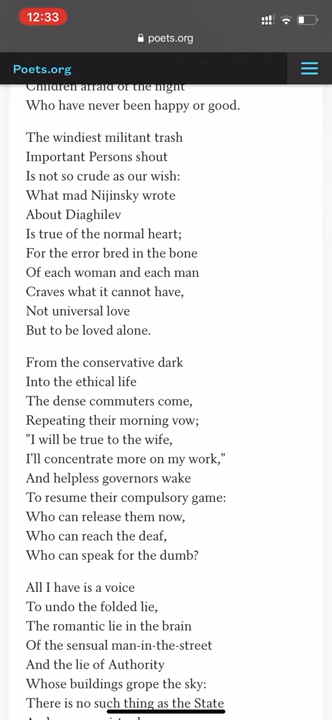 12:33
poets.org
Poets.org
Children afraid of the night
Who have never been happy or good.
The windiest militant trash
Important Persons shout
Is not so crude as our wish:
What mad Nijinsky wrote
About Diaghilev
Is true of the normal heart;
For the error bred in the bone
Of each woman and each man
Craves what it cannot have,
Not universal love
But to be loved alone.
From the conservative dark
Into the ethical life
The dense commuters come,
Repeating their morning vow;
"I will be true to the wife,
I'll concentrate more on my work,"
And helpless governors wake
To resume their compulsory game:
Who can release them now,
Who can reach the deaf,
Who can speak for the dumb?
All I have is a voice
To undo the folded lie,
The romantic lie in the brain
Of the sensual man-in-the-street
And the lie of Authority
Whose buildings grope the sky:
There is no such thing as the State